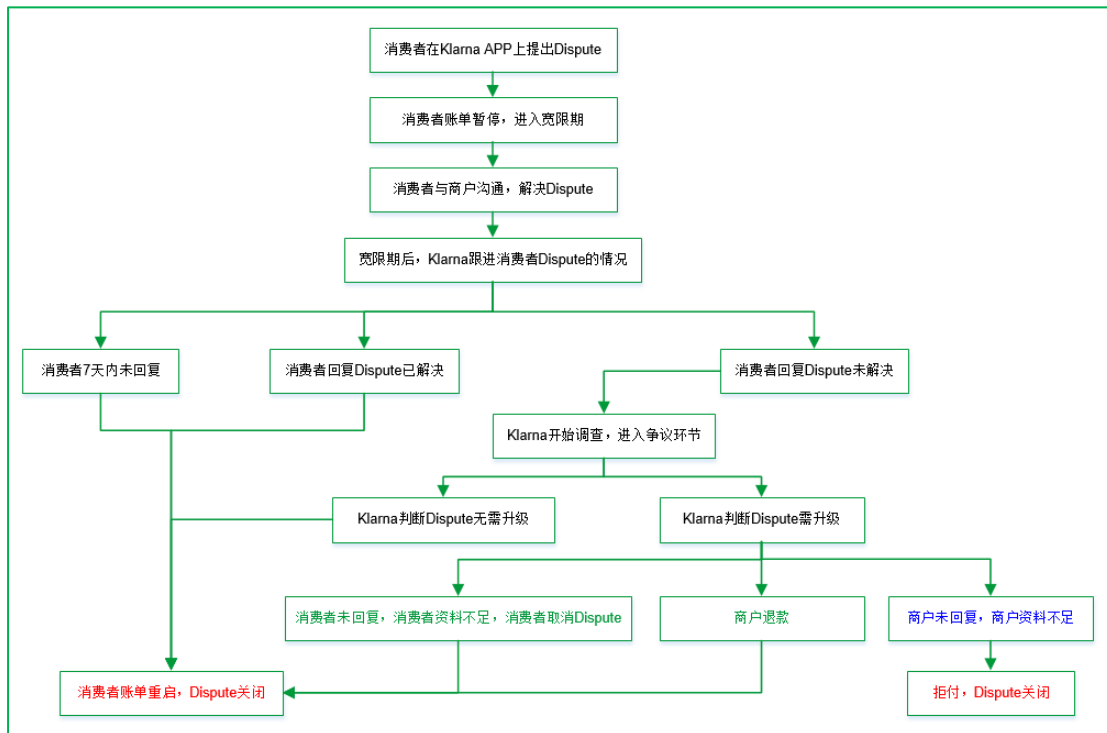 消费者在Klarna APP上提出Dispute
消费者账单暂停，进入宽限期
消费者与商户沟通，解决Dispute
宽限期后，Klarna跟进消费者Dispute的情况
消费者7天内未回复
消费者回复Dispute已解决
消费者回复Dispute未解决
Klarna开始调查，进入争议环节
Klarna判断Dispute无需升级
Klarna判断Dispute需升级
消费者未回复，消费者资料不足，消费者取消Dispute
商户退款
商户未回复，商户资料不足
消费者账单重启，Dispute关闭
拒付，Dispute关闭